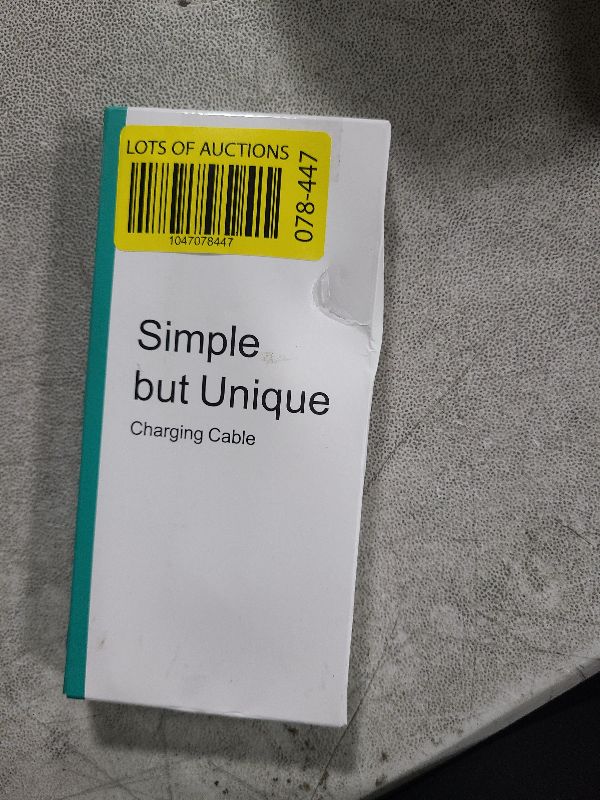 LOTS OF AUCTIONS
078-447
1047078447
Simple
but Unique
Charging Cable